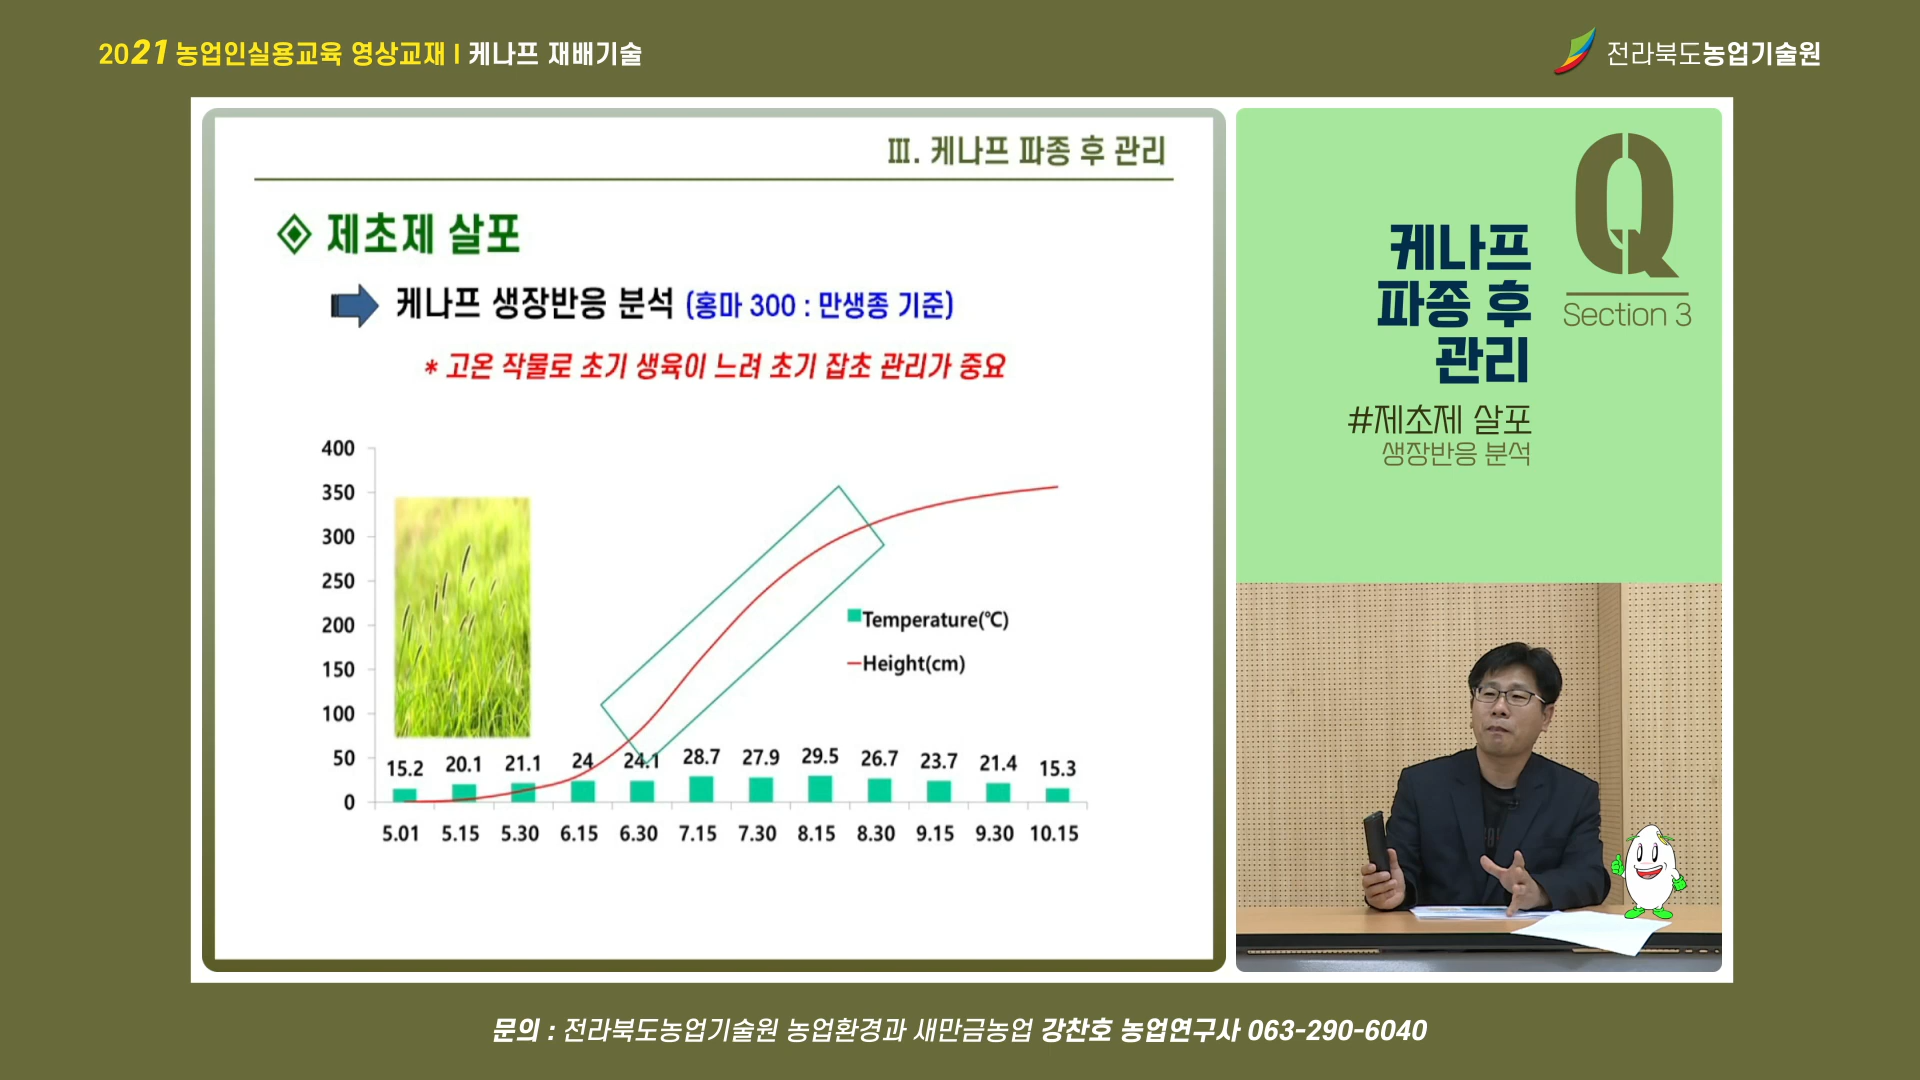 2021 농업인실용교육 영상교재 I 케나프 재배기술
전라북도농업기술원
Ⅲ. 케나프 파종 후 관리
제초제 살포
케나프 생장반응 분석 (홍마 300 : 만생종 기준)
* 고온 작물로 초기 생육이 느려 초기 잡초 관리가 중요
400
350
300
250
200
150
100
50
0
15.2 20.1 21.1 24 24.1 28.7 27.9 29.5 26.7 23.7 21.4 15.3
5.01 5.15 5.30 6.15 6.30 7.15 7.30 8.15 8.30 9.15 9.30 10.15
Temperature(℃)
Height(cm)
Q
Section 3
케나프
파종 후
관리
#제초제 살포
생장반응 분석
문의 : 전라북도농업기술원 농업환경과 새만금농업 강찬호 농업연구사 063-290-6040